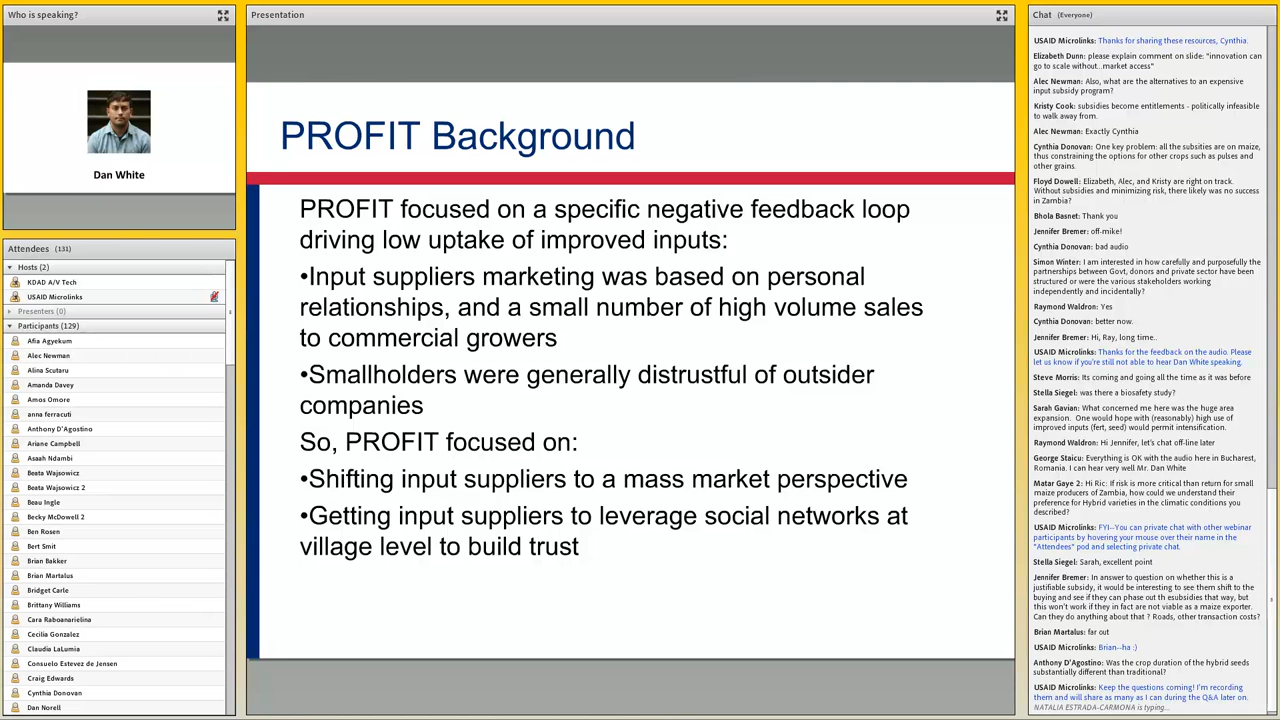 Who is speaking?
Dan White
Attendees (131)
Hosts (2)
KDAD A/V Tech
USAID Microlinks
Presenters (0)
Participants (129)
Afia Agyekum
Alec Newman
Alina Scutaru
Amanda Davey
Amos Omore
anna ferracuti
Anthony D'Agostino
Ariane Campbell
Asaah Ndambi
Beata Wajsowicz
Beata Wajsowicz 2
Beau Ingle
Becky McDowell 2
Ben Rosen
Bert Smit
Brian Bakker
Brian Martalus
Bridget Carle
Brittany Williams
Cara Raboanarielina
Cecilia Gonzalez
Claudia LaLumia
Consuelo Estevez de Jensen
Craig Edwards
Cynthia Donovan
Dan Norell
Presentation
PROFIT Background
PROFIT focused on a specific negative feedback loop
driving low uptake of improved inputs:
•Input suppliers marketing was based on personal
relationships, and a small number of high volume sales
to commercial growers
•Smallholders were generally distrustful of outsider
companies
So, PROFIT focused on:
•Shifting input suppliers to a mass market perspective
•Getting input suppliers to leverage social networks at
village level to build trust
Chat (Everyone)
USAID Microlinks: Thanks for sharing these resources, Cynthia.
Elizabeth Dunn: please explain comment on slide: "innovation can
go to scale without...market access"
Alec Newman: Also, what are the alternatives to an expensive
input subsidy program?
Kristy Cook: subsidies become entitlements - politically infeasible
to walk away from.
Alec Newman: Exactly Cynthia
Cynthia Donovan: One key problem: all the subsities are on maize,
thus constraining the options for other crops such as pulses and
other grains.
Floyd Dowell: Elizabeth, Alec, and Kristy are right on track.
Without subsidies and minimizing risk, there likely was no success
in Zambia?
Bhola Basnet: Thank you
Jennifer Bremer: off-mike!
Cynthia Donovan: bad audio
Simon Winter: I am interested in how carefully and purposefully the
partnerships between Govt, donors and private sector have been
structured or were the various stakeholders working
independently and incidentally?
Raymond Waldron: Yes
Cynthia Donovan: better now.
Jennifer Bremer: Hi, Ray, long time..
USAID Microlinks: Thanks for the feedback on the audio. Please
let us know if you're still not able to hear Dan White speaking.
Steve Morris: Its coming and going all the time as it was before
Stella Siegel: was there a biosafety study?
Sarah Gavian: What concerned me here was the huge area
expansion. One would hope with (reasonably) high use of
improved inputs (fert, seed) would permit intensification.
Raymond Waldron: Hi Jennifer, let's chat off-line later
George Staicu: Everything is OK with the audio here in Bucharest,
Romania. I can hear very well Mr. Dan White
Matar Gaye 2: Hi Ric: If risk is more critical than return for small
maize producers of Zambia, how could we understand their
preference for Hybrid varieties in the climatic conditions you
described?
USAID Microlinks: FYI--You can private chat with other webinar
participants by hovering your mouse over their name in the
"Attendees" pod and selecting private chat.
Stella Siegel: Sarah, excellent point
Jennifer Bremer: In answer to question on whether this is a
justifiable subsidy, it would be interesting to see them shift to the
buying and see if they can phase out th esubsidies that way, but
this won't work if they in fact are not viable as a maize exporter.
Can they do anything about that ? Roads, other transaction costs?
Brian Martalus: far out
USAID Microlinks: Brian--ha :)
Anthony D'Agostino: Was the crop duration of the hybrid seeds
substantially different than traditional?
USAID Microlinks: Keep the questions coming! I'm recording
them and will share as many as I can during the Q&A later on.
NATALIA ESTRADA-CARMONA is typing...